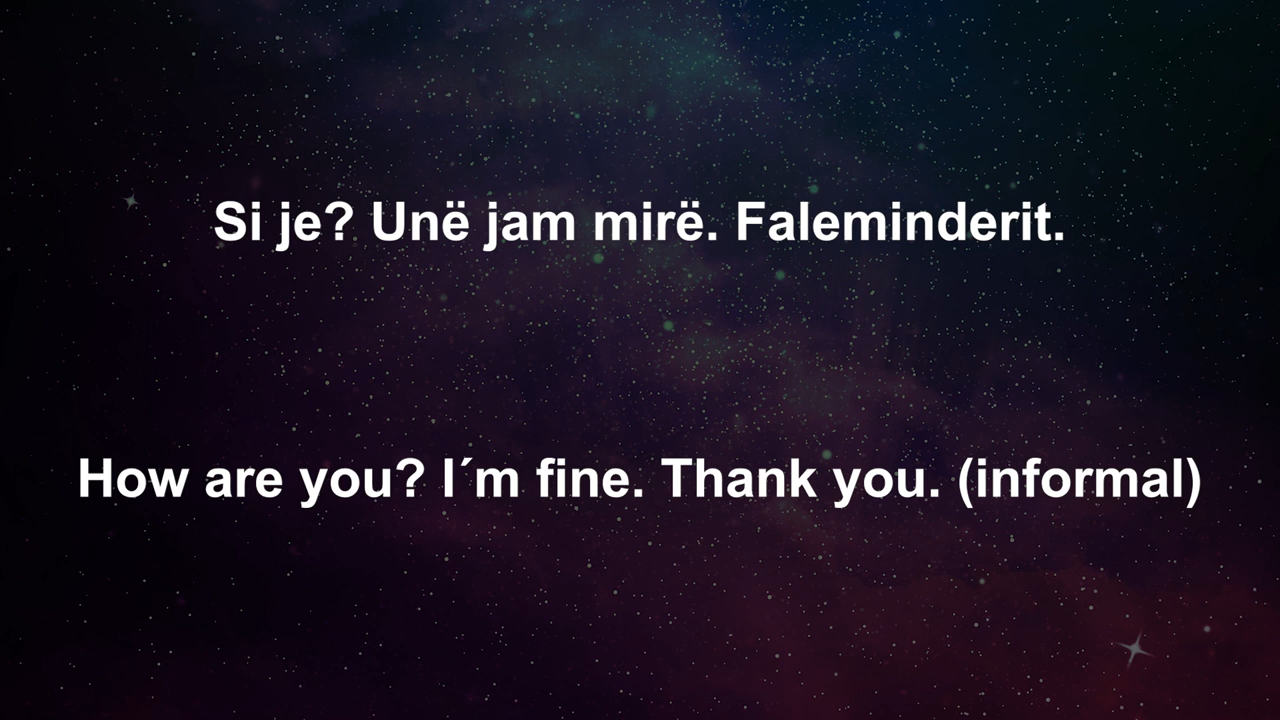 Si je? Unë jam mirë. Faleminderit.
How are you? I´m fine. Thank you. (informal)